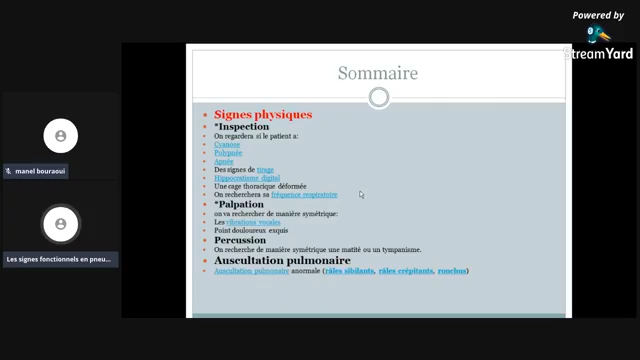 Powered by
StreamYard
Sommaire
Signes physiques
*Inspection
On regardera si le patient a:
Cyanose
Polypnée
Apnée
Des signes de tirage
Hippocratisme digital
Une cage thoracique déformée
On recherchera sa fréquence respiratoire
*Palpation
on va rechercher de manière symétrique:
Les vibrations vocales
Point douloureux exquis
Percussion
On recherche de manière symétrique une matité ou un tympanisme.
Auscultation pulmonaire
Auscultation pulmonaire anormale (râles sibilants, râles crépitants, ronchus)
manel bouraoui
Les signes fonctionels en pneu...